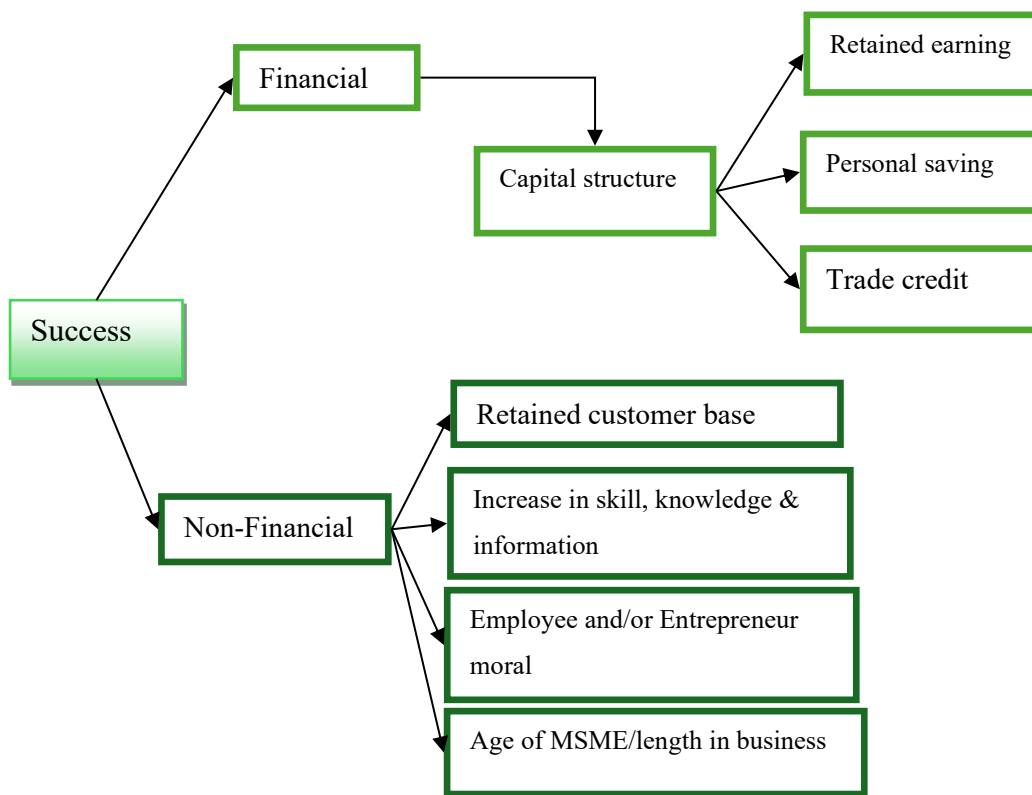 Retained earning
Financial
Personal saving
Capital structure
Trade credit
Success
Retained customer base
Increase in skill, knowledge &
information
Non-Financial
Employee and/or Entrepreneur
moral
Age of MSME/length in business